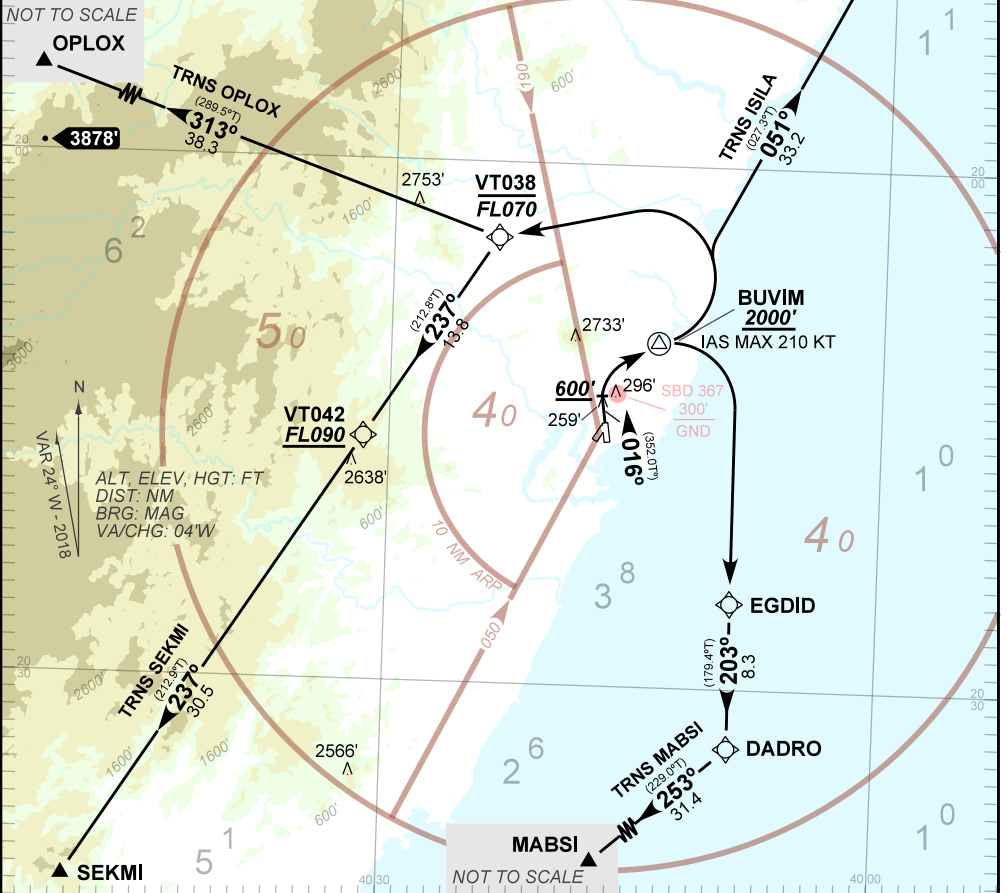 NOT TO SCALE
OPLOX
TRNS OPLOX
(289.5°T)
313°
38.3
3878'
20
00
2600'
600'
190
1
1
TRNS ISILA
(027.3°T)
051°
33.2
20
00
2753'
1600'
VT038
FL070
6 2
(212.8°T)
237°
13.8
5 0
3600'
2733'
BUVIM
2000'
IAS MAX 210 KT
4 0
600'
296'
259'
SBD 367
300'
GND
016°
(352.0°T)
N
VAR 24° W - 2018
2600'
VT042
FL090
2638'
ALT, ELEV, HGT: FT
DIST: NM
BRG: MAG
VA/CHG: 04'W
600'
1 0
4 0
10 NM ARP
3 8
050
EGDID
(179.4°T)
203°
8.3
20
30
TRNS SEKMI
(212.9°T)
237°
30.5
2600'
20
30
1600'
1600'
2566'
600'
2 6
DADRO
TRNS MABSI
(229.0°T)
253°
31.4
1 0
5 1
SEKMI
MABSI
NOT TO SCALE
40 30
40 00